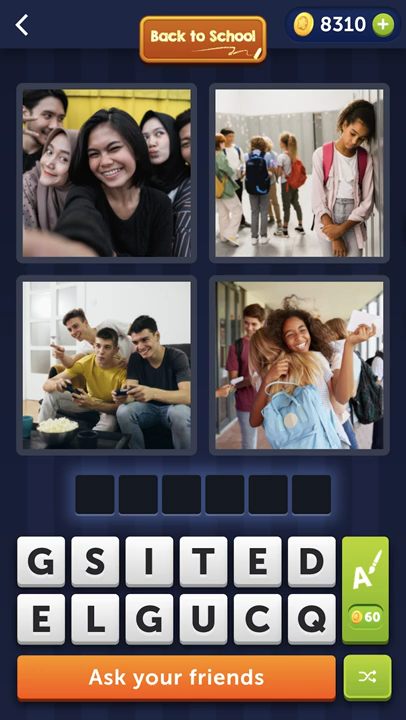 Back to School
8310
G S I T E D
E L G U C Q
A
60
Ask your friends